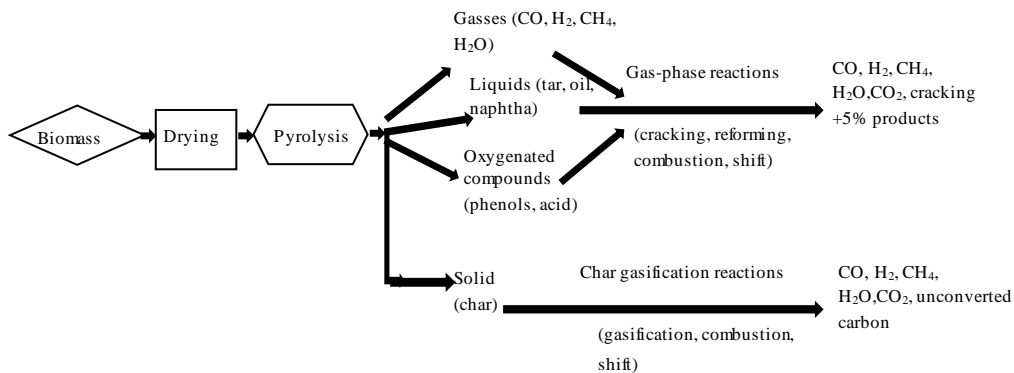 Biomass
Drying
Pyrolysis
Gasses (CO, H₂, CH₄,
H₂O)
Liquids (tar, oil,
naphtha)
Oxygenated
compounds
(phenols, acid)
Gas-phase reactions
(cracking, reforming,
combustion, shift)
CO, H₂, CH₄,
H₂O,CO₂, cracking
+5% products
Solid
(char)
Char gasification reactions
(gasification, combustion,
shift)
CO, H₂, CH₄,
H₂O,CO₂, unconverted
carbon